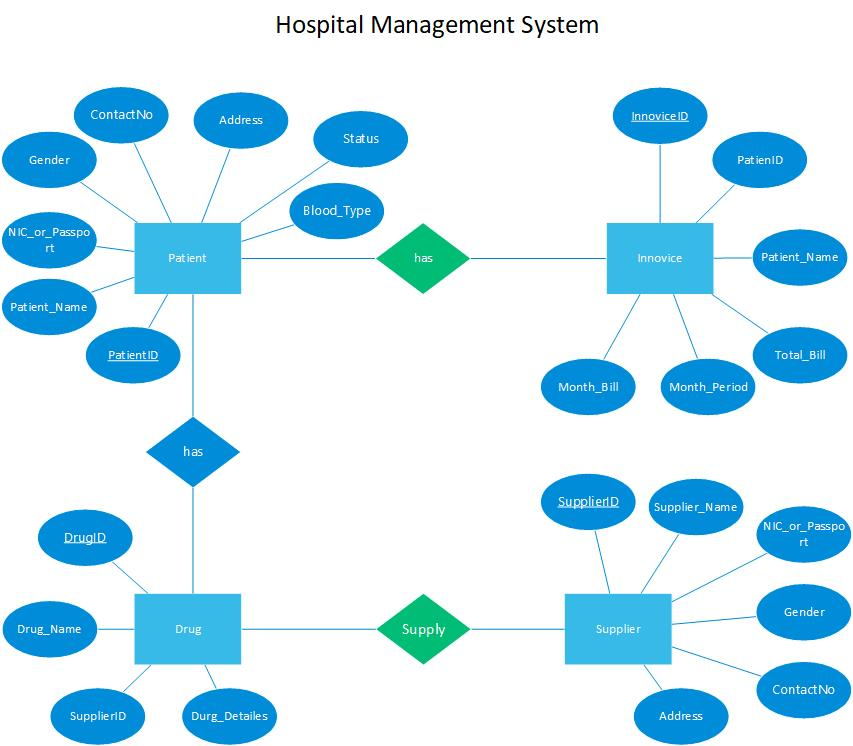 Hospital Management System
ContactNo
Address
Status
Gender
Blood_Type
NIC_or_Passpo
rt
Patient
Patient_Name
PatientID
has
InnoviceID
PatienID
Innovice
Patient_Name
Total_Bill
Month_Bill
Month_Period
has
DrugID
Drug_Name
Drug
SupplierID
Durg_Detailes
Supply
SupplierID
Supplier_Name
NIC_or_Passpo
rt
Gender
Supplier
ContactNo
Address